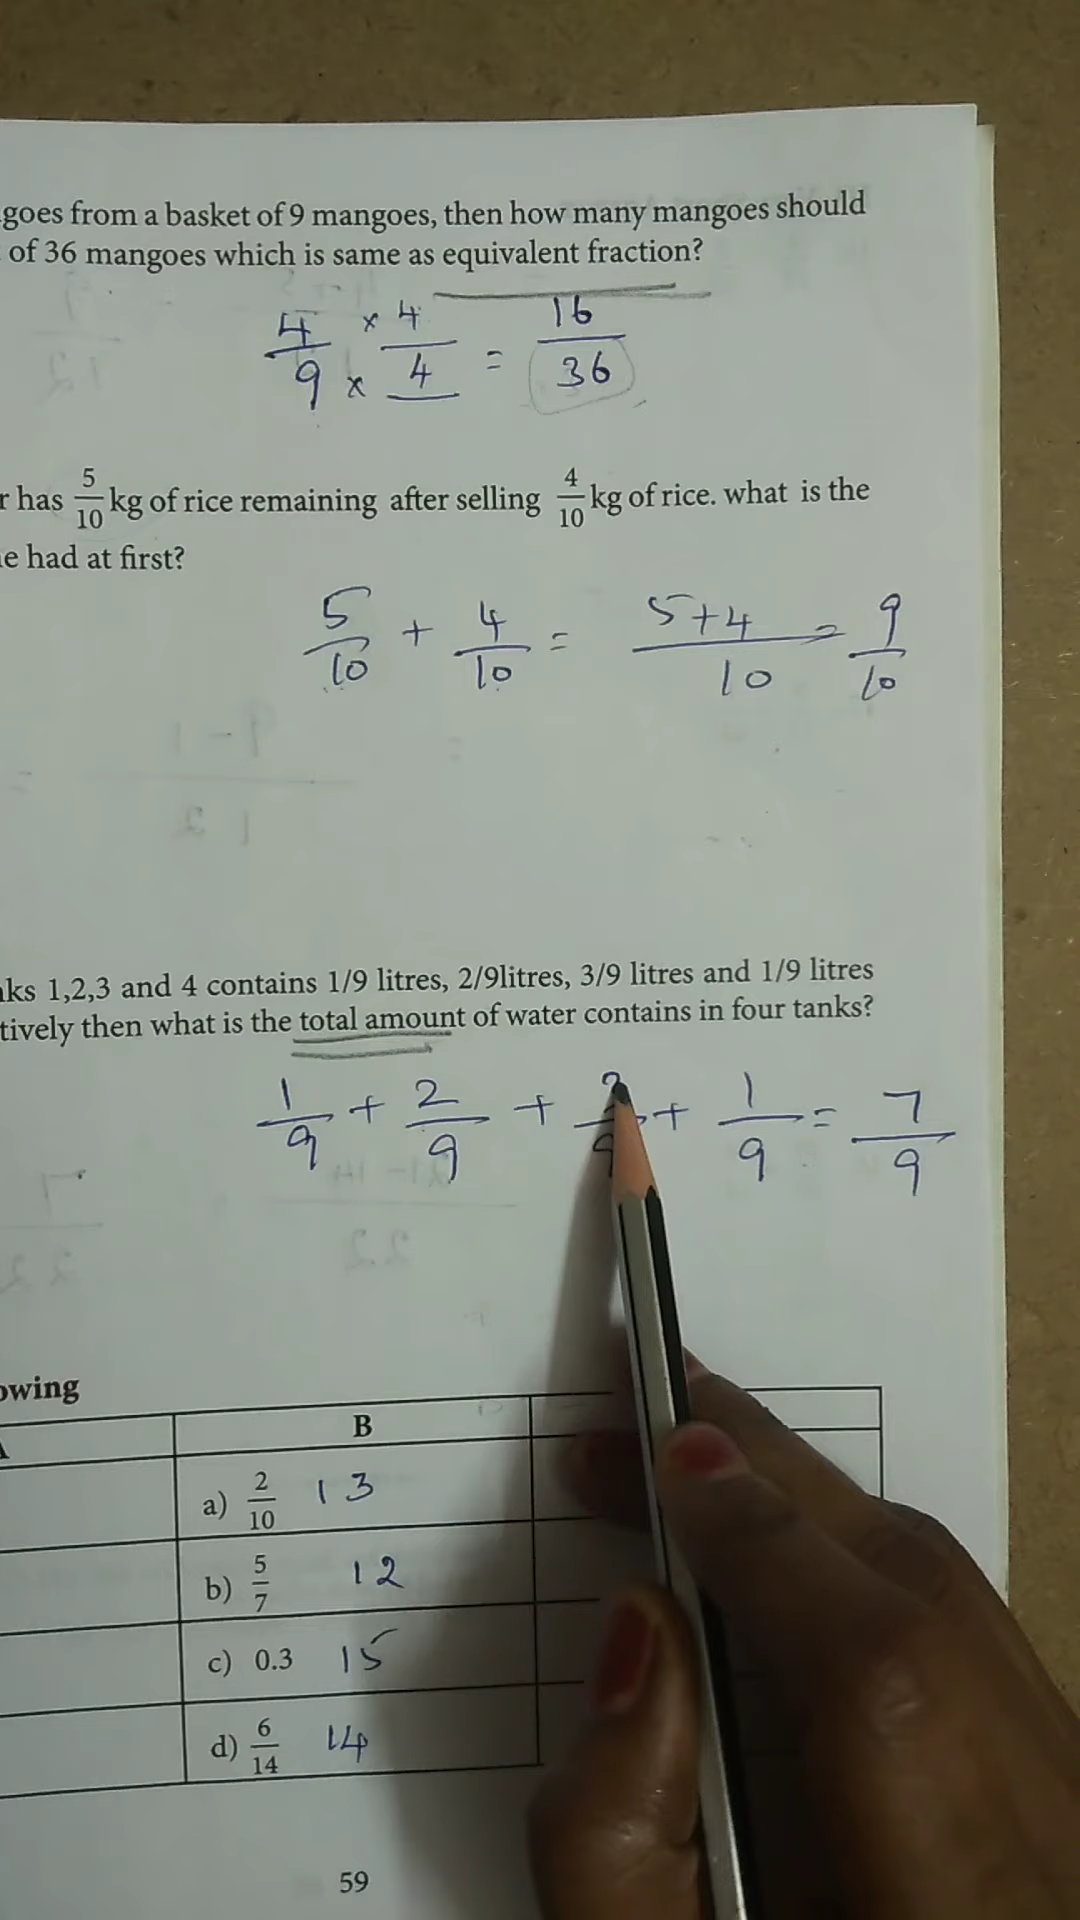 goes from a basket of 9 mangoes, then how many mangoes should
of 36 mangoes which is same as equivalent fraction?
4/9 × 4/4 = 16/36
r has 5/10 kg of rice remaining after selling 4/10 kg of rice. what is the
e had at first?
5/10 + 4/10 = 5+4/10 = 9/10
ks 1,2,3 and 4 contains 1/9 litres, 2/9litres, 3/9 litres and 1/9 litres
tively then what is the total amount of water contains in four tanks?
1/9 + 2/9 + + 1/9 = 7/9
owing
B
a) 2/10 13
b) 5/7 12
c) 0.3 15
d) 6/14 14
59